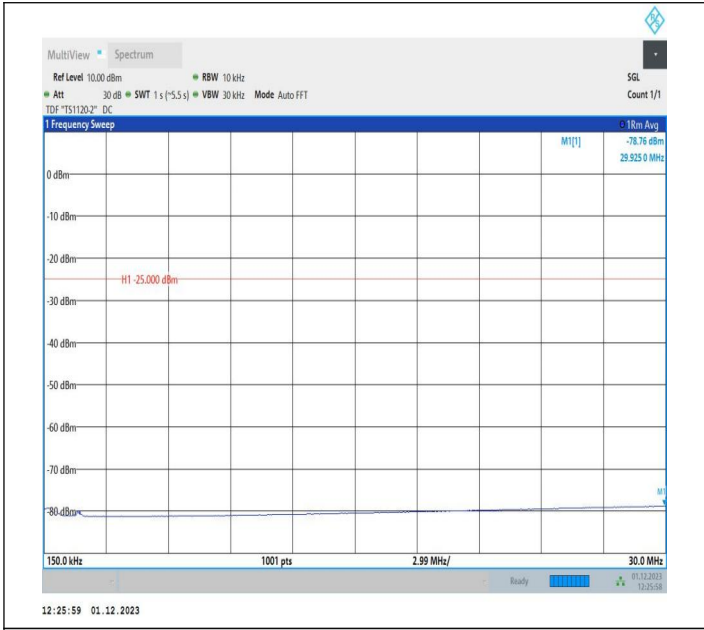 R S
MultiView Spectrum
Ref Level 10.00 dBm RBW 10 kHz SGL
Att 30 dB SWT 1 s (~5.5 s) VBW 30 kHz Mode Auto FFT Count 1/1
TDF "TS1120-2" DC
1 Frequency Sweep 1Rm Avg
M1[1] -78.76 dBm
29.925 0 MHz
0 dBm
-10 dBm
-20 dBm
H1 -25.000 dBm
-30 dBm
-40 dBm
-50 dBm
-60 dBm
-70 dBm
M1
-80 dBm
150.0 kHz 1001 pts 2.99 MHz/ 30.0 MHz
Ready 01.12.2023
12:25:58
12:25:59 01.12.2023